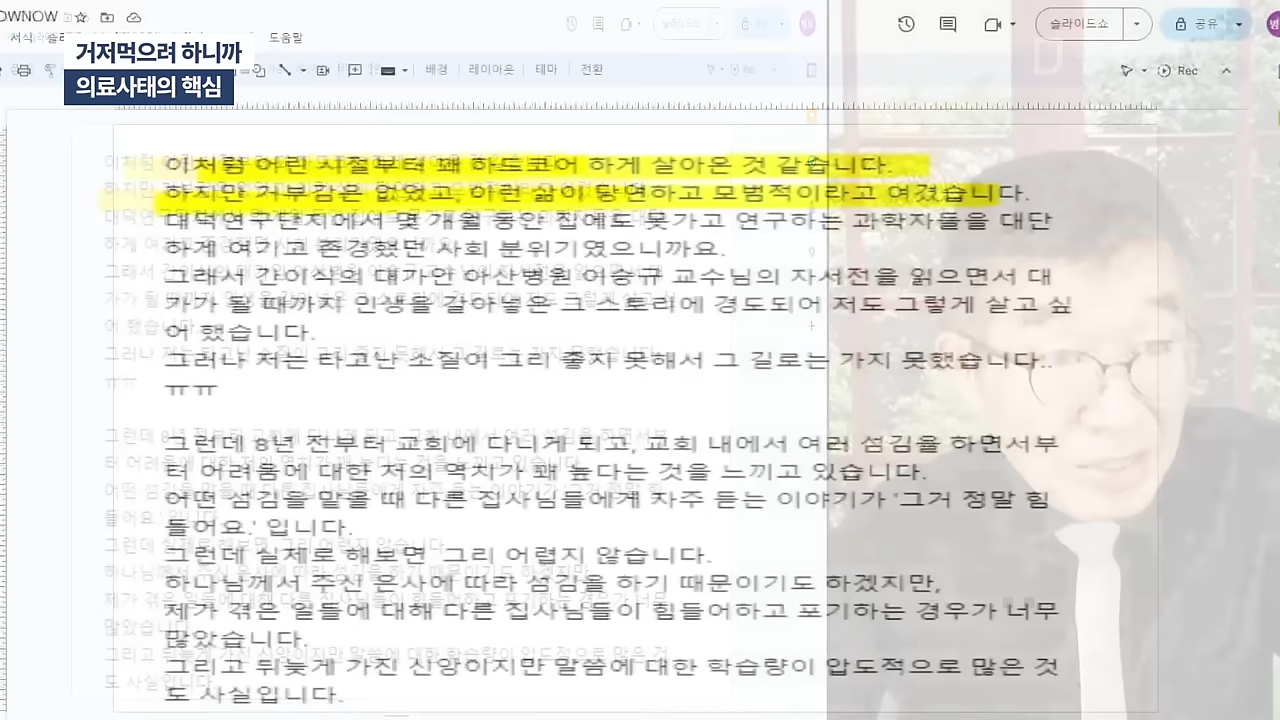 OWNOW
슬라이드쇼
공유
서식
도움말
거저먹으려 하니까
의료사태의 핵심
배경
레이아웃
테마
전환
Rec
이처럼 어린 시절부터 꽤 하드코어 하게 살아온 것 같습니다.
하지만 거부감은 없었고, 이런 삶이 당연하고 모범적이라고 여겼습니다.
대덕연구단지에서 몇 개월 동안 집에도 못가고 연구하는 과학자들을 대단
하게 여기고 존경했던 사회 분위기였으니까요.
그래서 간이식의 대가인 아산병원 이승규 교수님의 자서전을 읽으면서 대
가가 될 때까지 인생을 갈아넣은 그 스토리에 경도되어 저도 그렇게 살고 싶
어 했습니다.
그러나 저는 타고난 소질이 그리 좋지 못해서 그 길로는 가지 못했습니다..
ㅠㅠ
그런데 8년 전부터 교회에 다니게 되고, 교회 내에서 여러 섬김을 하면서부
터 어려움에 대한 저의 역치가 꽤 높다는 것을 느끼고 있습니다.
어떤 섬김을 맡을 때 다른 집사님들에게 자주 듣는 이야기가 '그거 정말 힘
들어요.' 입니다.
그런데 실제로 해보면 그리 어렵지 않습니다.
하나님께서 주신 은사에 따라 섬김을 하기 때문이기도 하겠지만,
제가 겪은 일들에 대해 다른 집사님들이 힘들어하고 포기하는 경우가 너무
많았습니다.
그리고 뒤늦게 가진 신앙이지만 말씀에 대한 학습량이 압도적으로 많은 것
도 사실입니다.